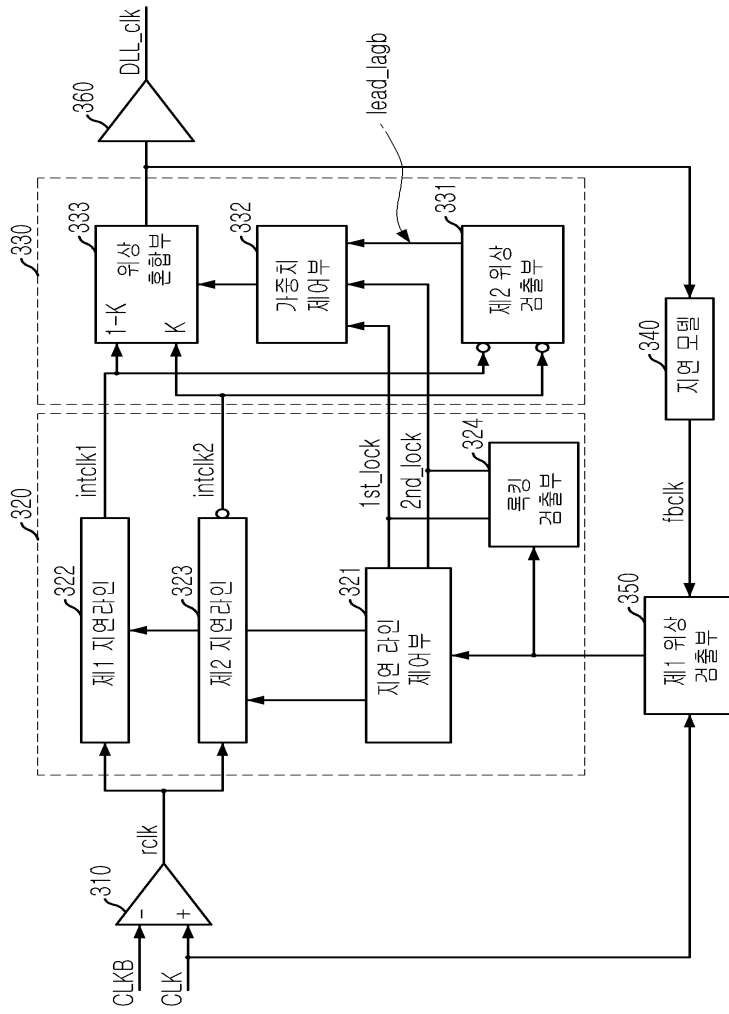 CLKB
CLK
310
-
+
rclk
320
322
제1 지연라인
intclk1
323
제2 지연라인
intclk2
321
지연 라인
제어부
1st_lock
2nd_lock
324
록킹
검출부
330
333
위상
혼합부
1-K
K
332
가중치
제어부
331
제2 위상
검출부
lead_lagb
360
DLL_clk
340
지연 모델
fbclk
350
제1 위상
검출부